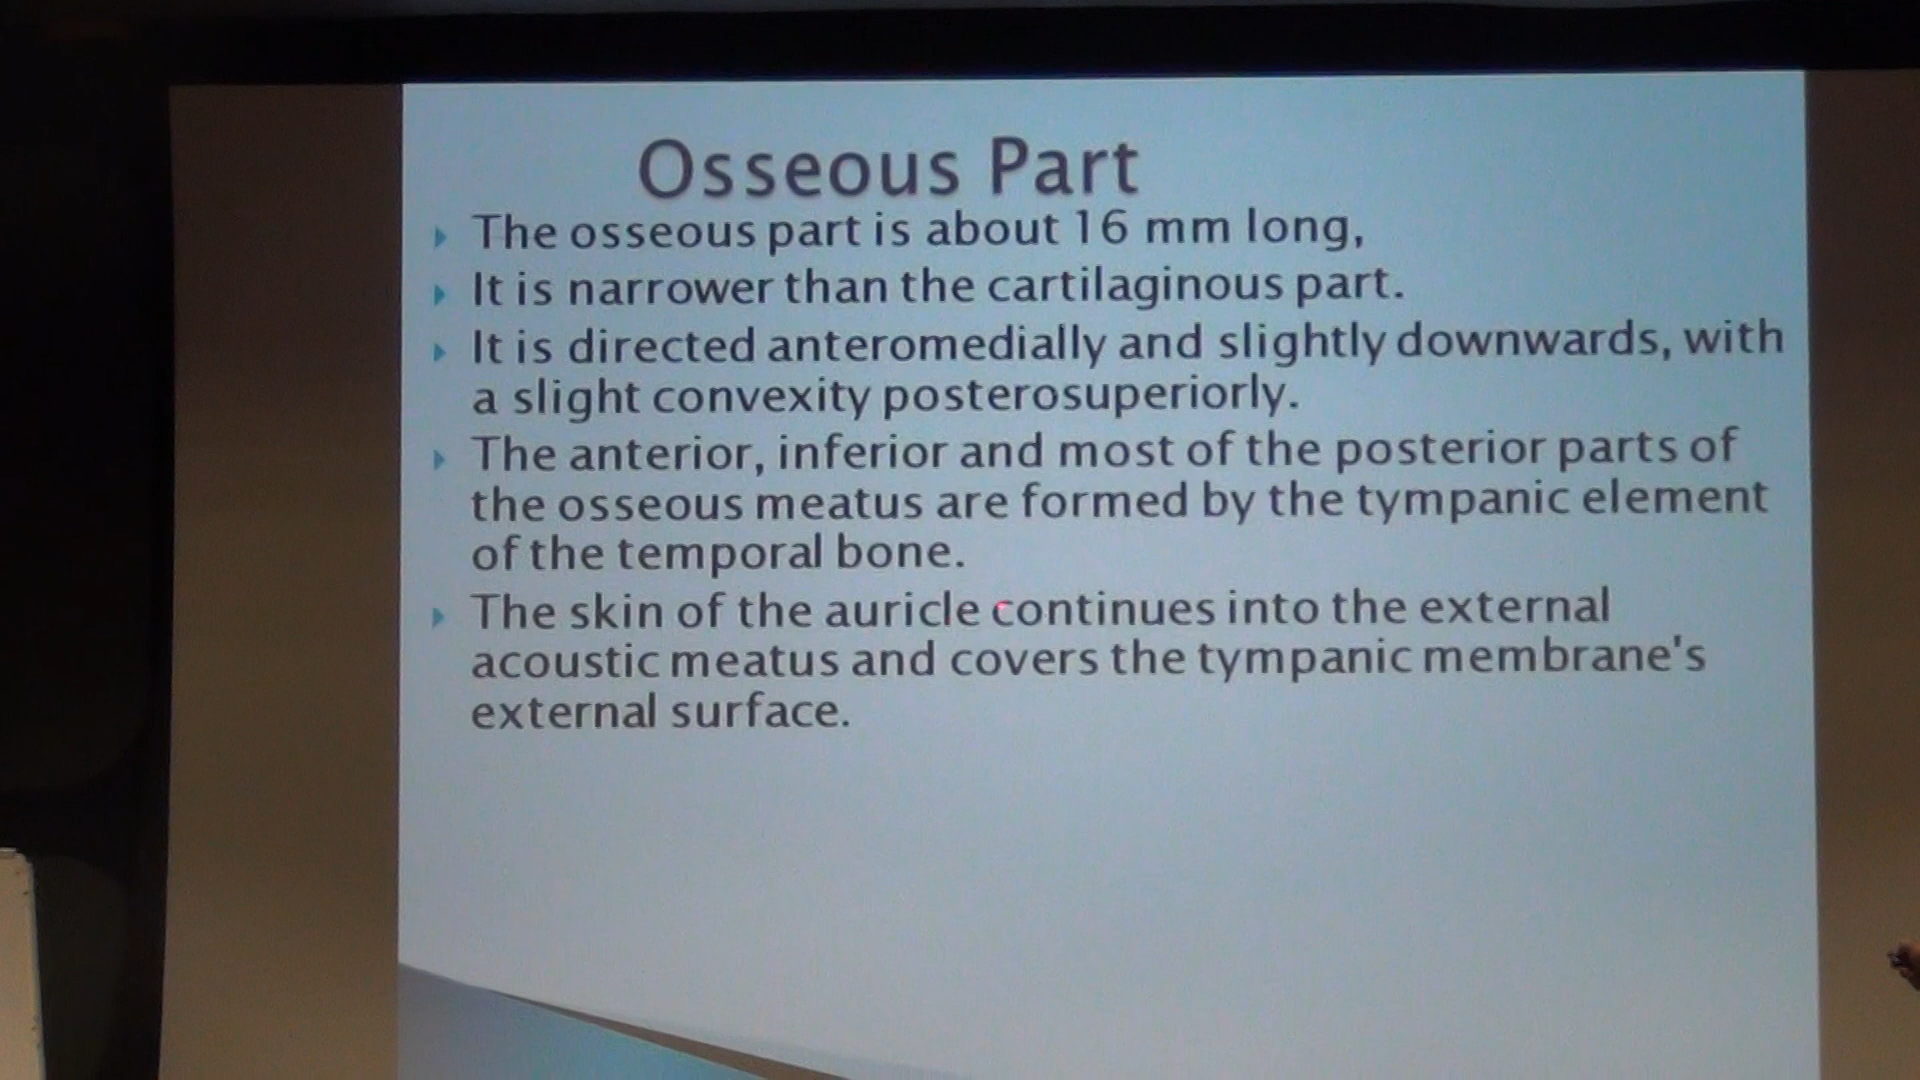 Osseous Part
The osseous part is about 16 mm long,
It is narrower than the cartilaginous part.
It is directed anteromedially and slightly downwards, with
a slight convexity posterosuperiorly.
The anterior, inferior and most of the posterior parts of
the osseous meatus are formed by the tympanic element
of the temporal bone.
The skin of the auricle continues into the external
acoustic meatus and covers the tympanic membrane's
external surface.